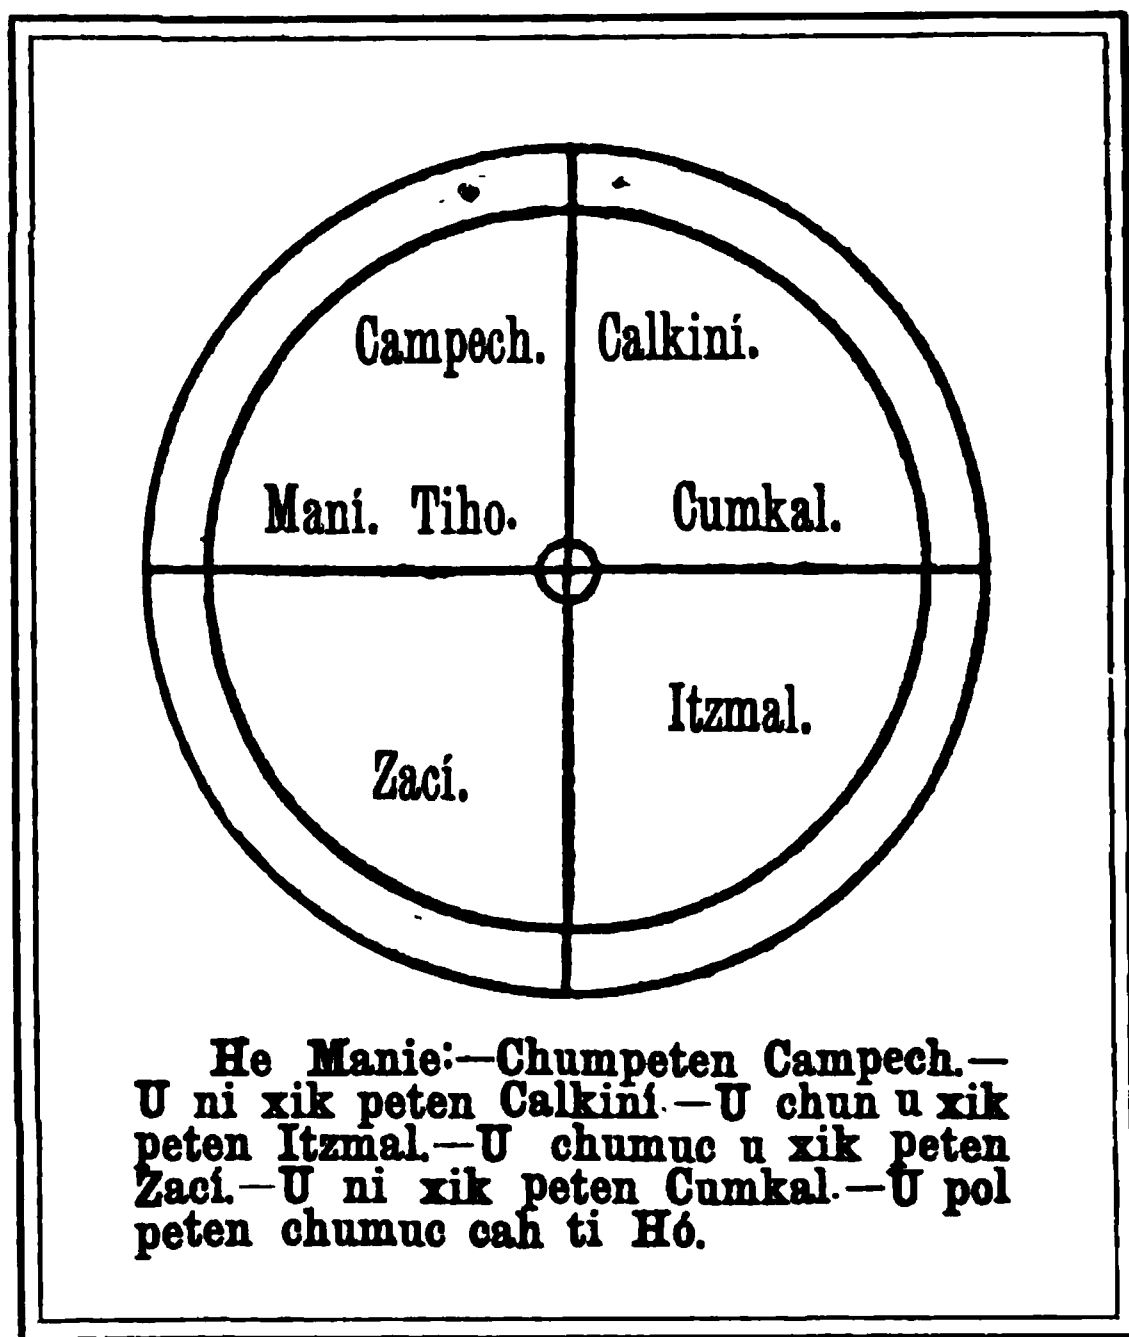 Campech. Calkiní.
Maní. Tiho. Cumkal.
Itzmal.
Zací.
He Manie:—Chumpeten Campech.—
U ni xik peten Calkiní.—U chun u xik
peten Itzmal.—U chumuc u xik peten
Zací.—U ni xik peten Cumkal.—U pol
peten chumuc cah ti Hó.